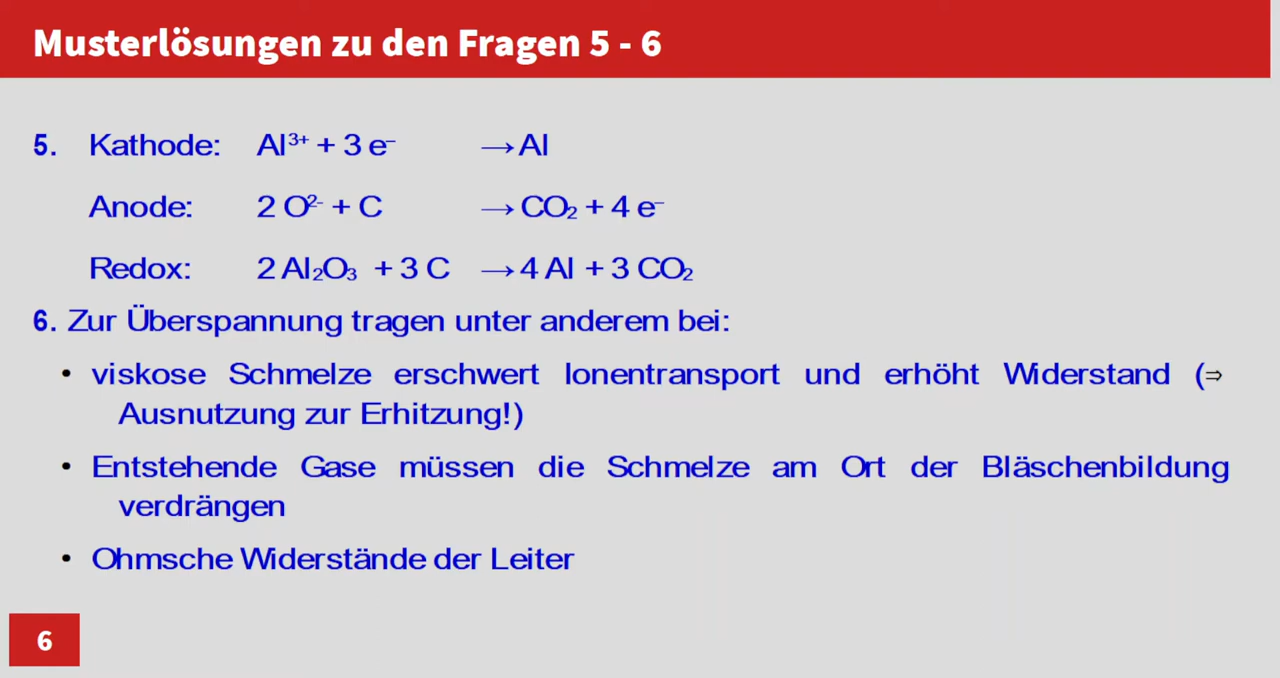 Musterlösungen zu den Fragen 5 - 6
5. Kathode: Al³⁺ + 3 e⁻ → Al
Anode: 2 O²⁻ + C → CO₂ + 4 e⁻
Redox: 2 Al₂O₃ + 3 C → 4 Al + 3 CO₂
6. Zur Überspannung tragen unter anderem bei:
• viskose Schmelze erschwert Ionentransport und erhöht Widerstand (⇒
Ausnutzung zur Erhitzung!)
• Entstehende Gase müssen die Schmelze am Ort der Bläschenbildung
verdrängen
• Ohmsche Widerstände der Leiter
6